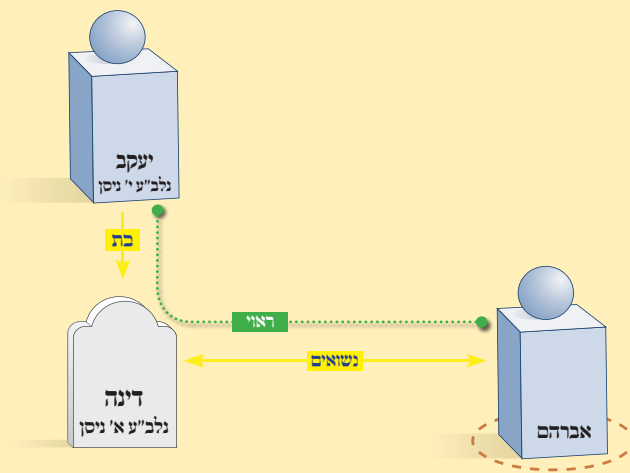 יעקב
נלב"ע י' ניסן
בת
ראוי
נשואים
דינה
נלב"ע א' ניסן
אברהם